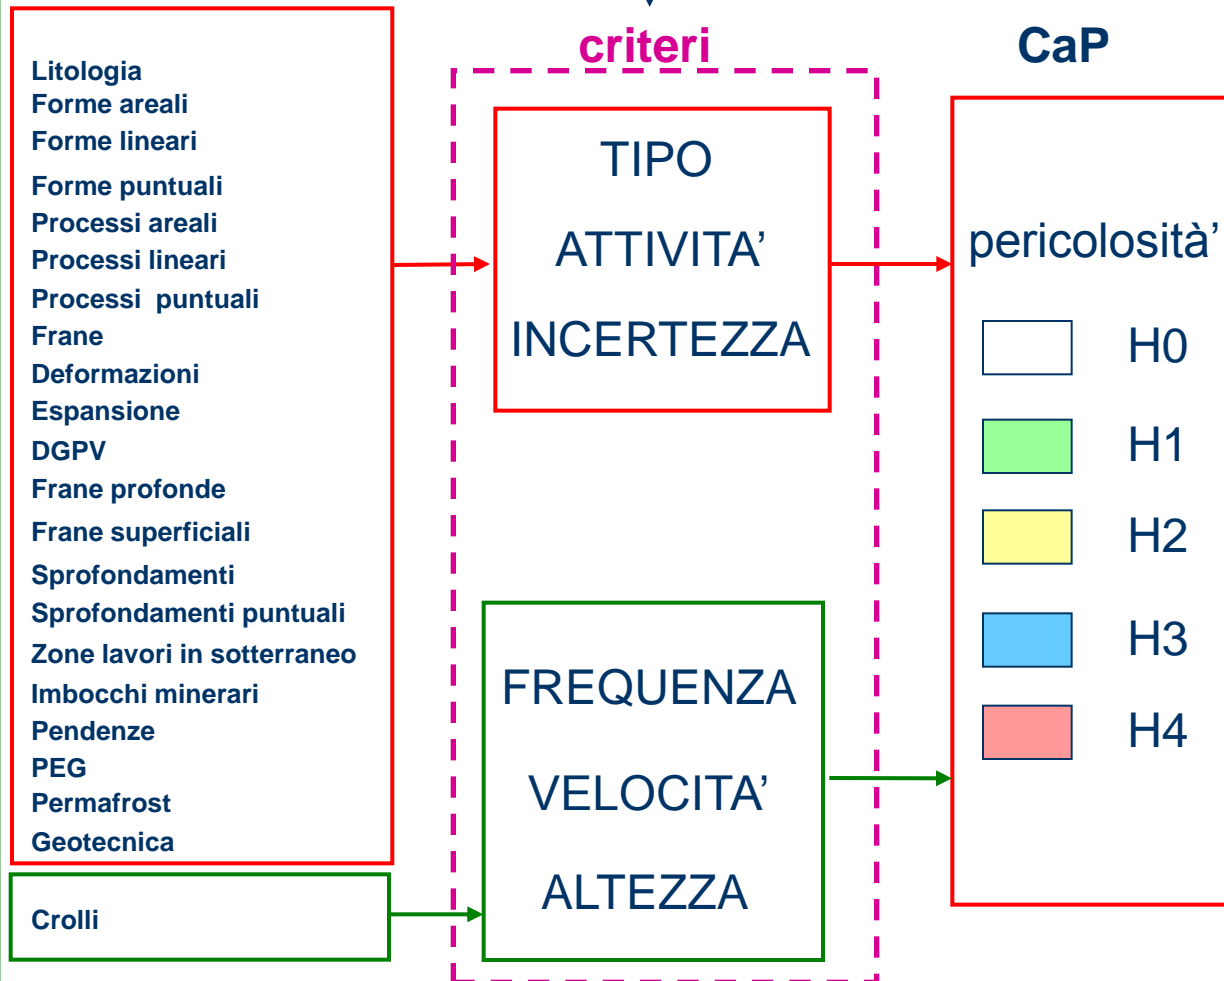 criteri
CaP
Litologia
Forme areali
Forme lineari
Forme puntuali
Processi areali
Processi lineari
Processi  puntuali
Frane
Deformazioni
Espansione
DGPV
Frane profonde
Frane superficiali
Sprofondamenti
Sprofondamenti puntuali
Zone lavori in sotterraneo
Imbocchi minerari
Pendenze
PEG
Permafrost
Geotecnica
Crolli
TIPO
ATTIVITA’
INCERTEZZA
FREQUENZA
VELOCITA’
ALTEZZA
pericolosità’
H0
H1
H2
H3
H4